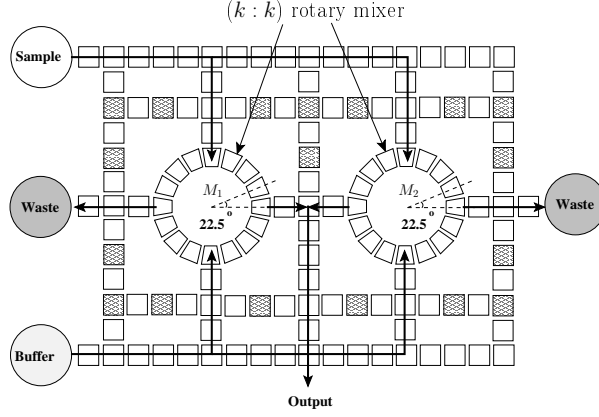 (k : k) rotary mixer
Sample
M₁
M₂
Waste
22.5°
22.5°
Waste
Buffer
Output